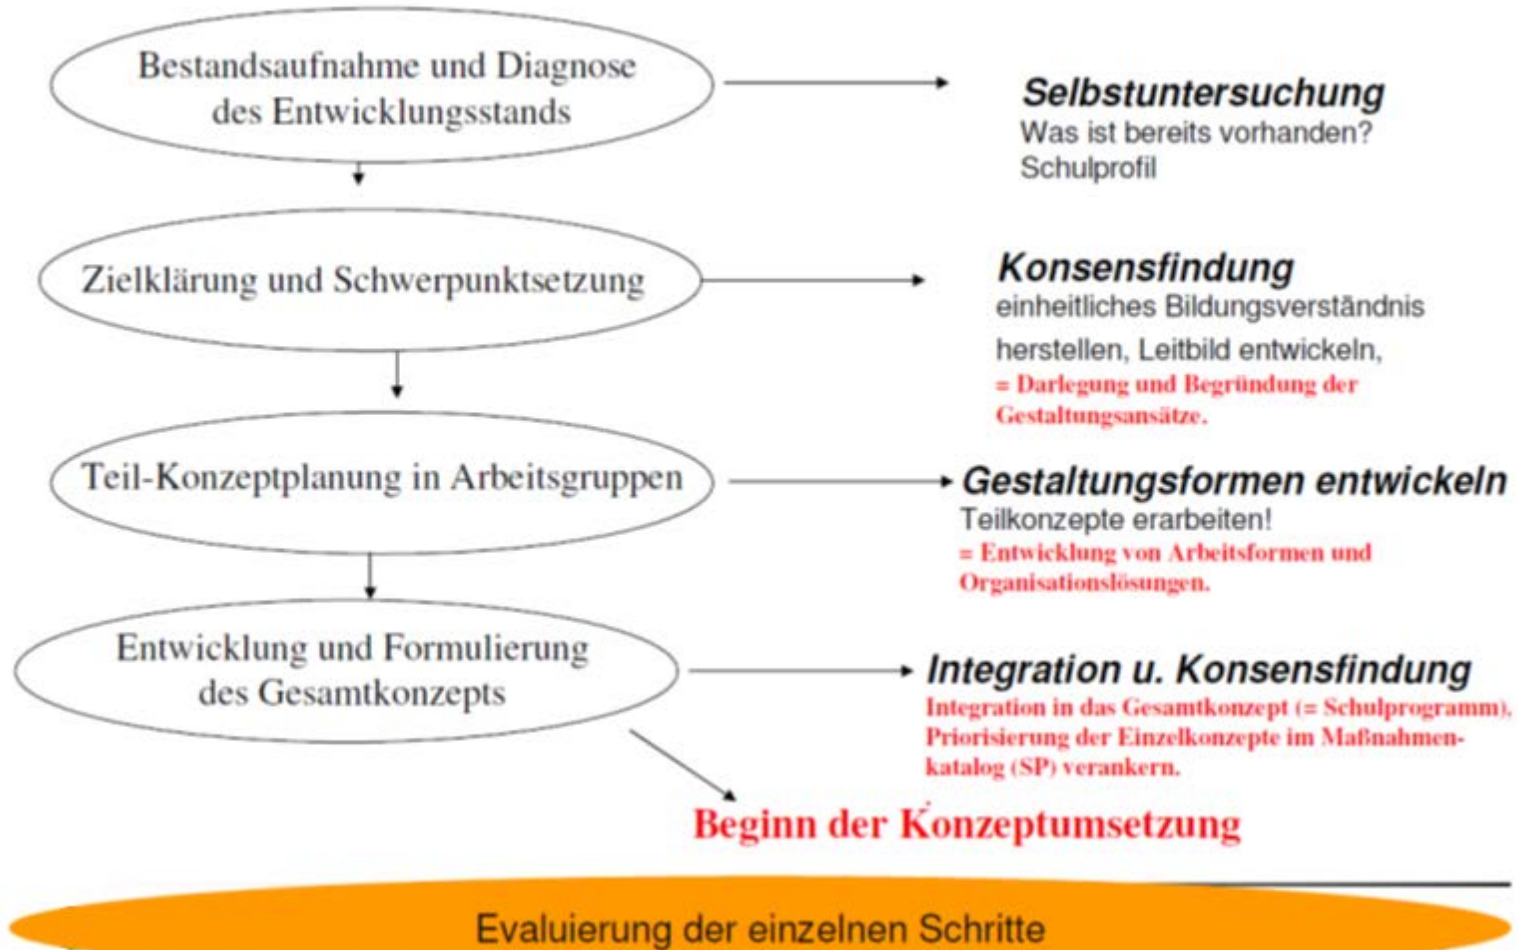 Bestandsaufnahme und Diagnose
des Entwicklungsstands
Selbstuntersuchung
Was ist bereits vorhanden?
Schulprofil
Zielklärung und Schwerpunktsetzung
Konsensfindung
einheitliches Bildungsverständnis
herstellen, Leitbild entwickeln,
= Darlegung und Begründung der
Gestaltungsansätze.
Teil-Konzeptplanung in Arbeitsgruppen
Gestaltungsformen entwickeln
Teilkonzepte erarbeiten!
= Entwicklung von Arbeitsformen und
Organisationslösungen.
Entwicklung und Formulierung
des Gesamtkonzepts
Integration u. Konsensfindung
Integration in das Gesamtkonzept (= Schulprogramm),
Priorisierung der Einzelkonzepte im Maßnahmen-
katalog (SP) verankern.
Beginn der Konzeptumsetzung
Evaluierung der einzelnen Schritte